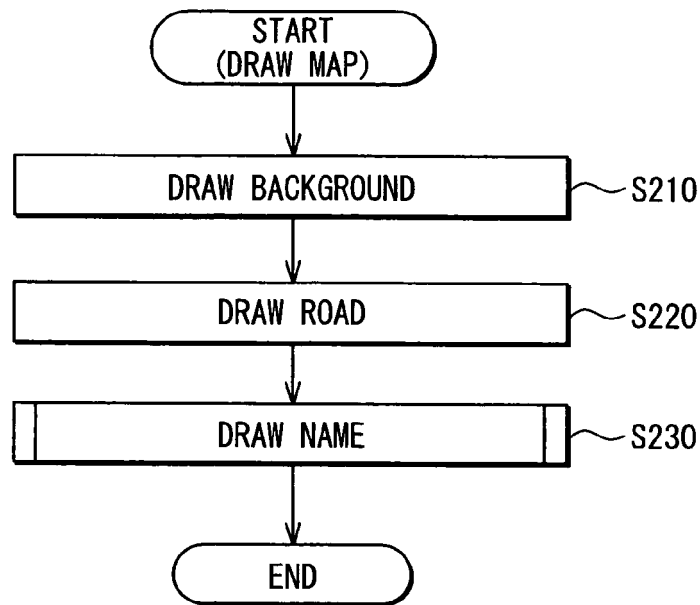 START
(DRAW MAP)
DRAW BACKGROUND
S210
DRAW ROAD
S220
DRAW NAME
S230
END